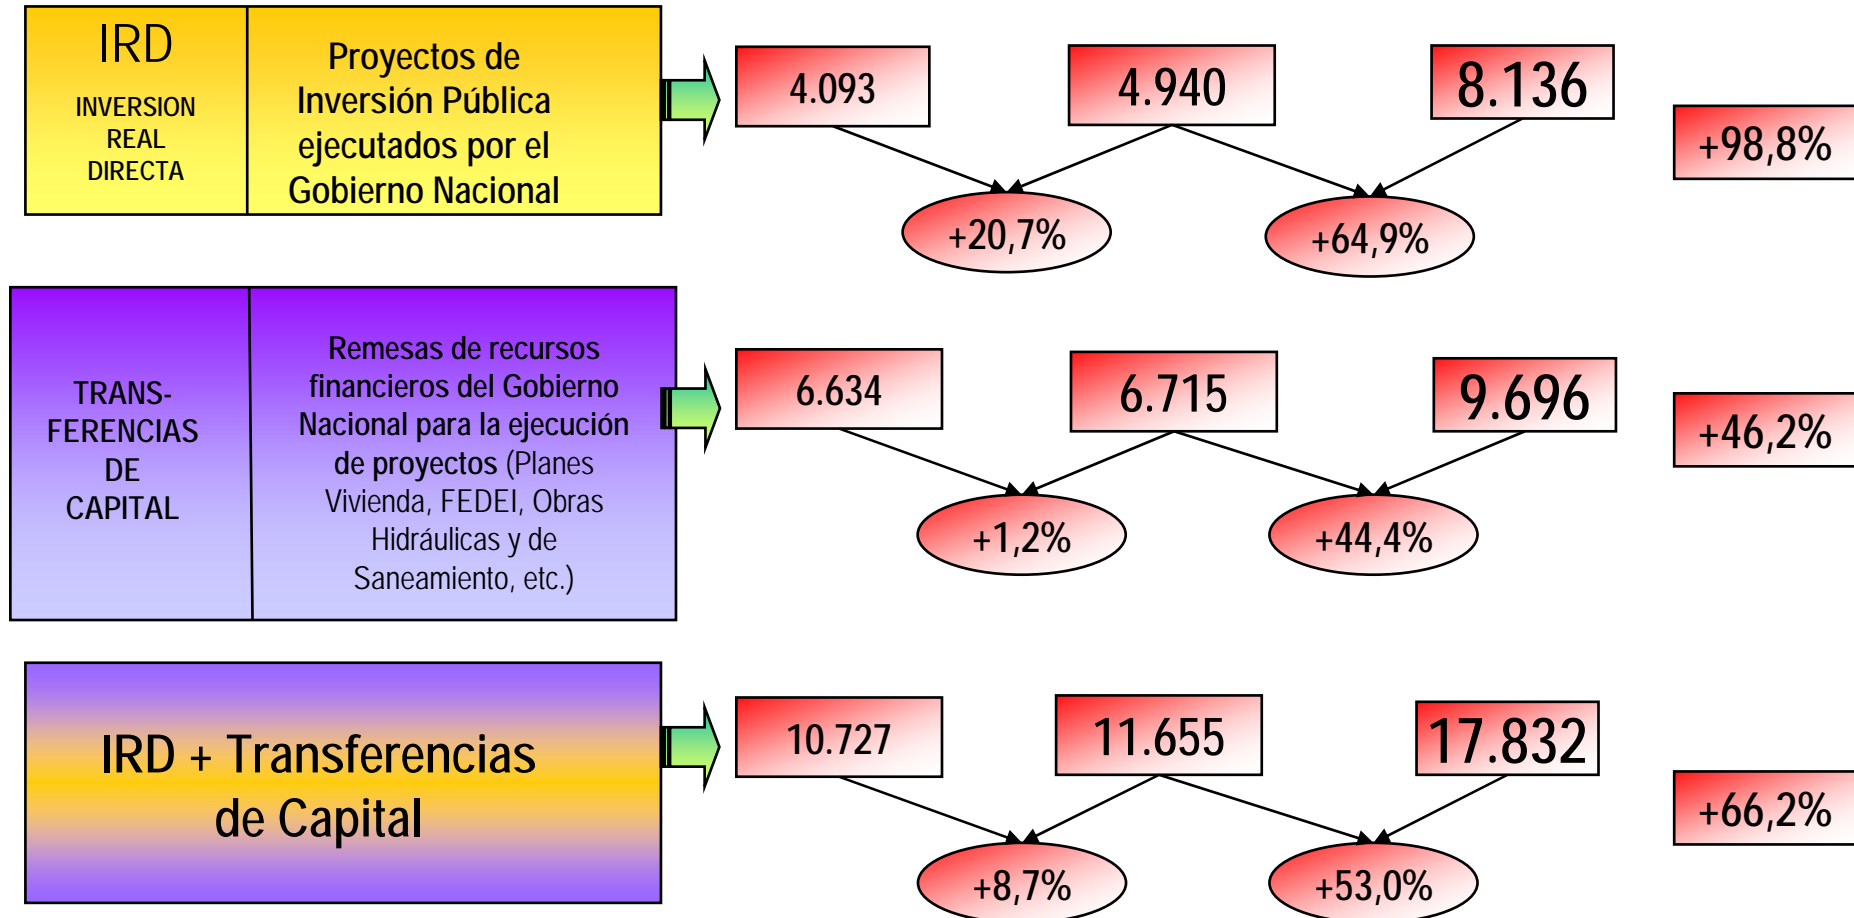 IRD
INVERSION
REAL
DIRECTA
Proyectos de
Inversión Pública
ejecutados por el
Gobierno Nacional
4.093
4.940
8.136
+98,8%
+20,7%
+64,9%
TRANS-
FERENCIAS
DE
CAPITAL
Remesas de recursos
financieros del Gobierno
Nacional para la ejecución
de proyectos (Planes
Vivienda, FEDEI, Obras
Hidráulicas y de
Saneamiento, etc.)
6.634
6.715
9.696
+46,2%
+1,2%
+44,4%
IRD + Transferencias
de Capital
10.727
11.655
17.832
+66,2%
+8,7%
+53,0%